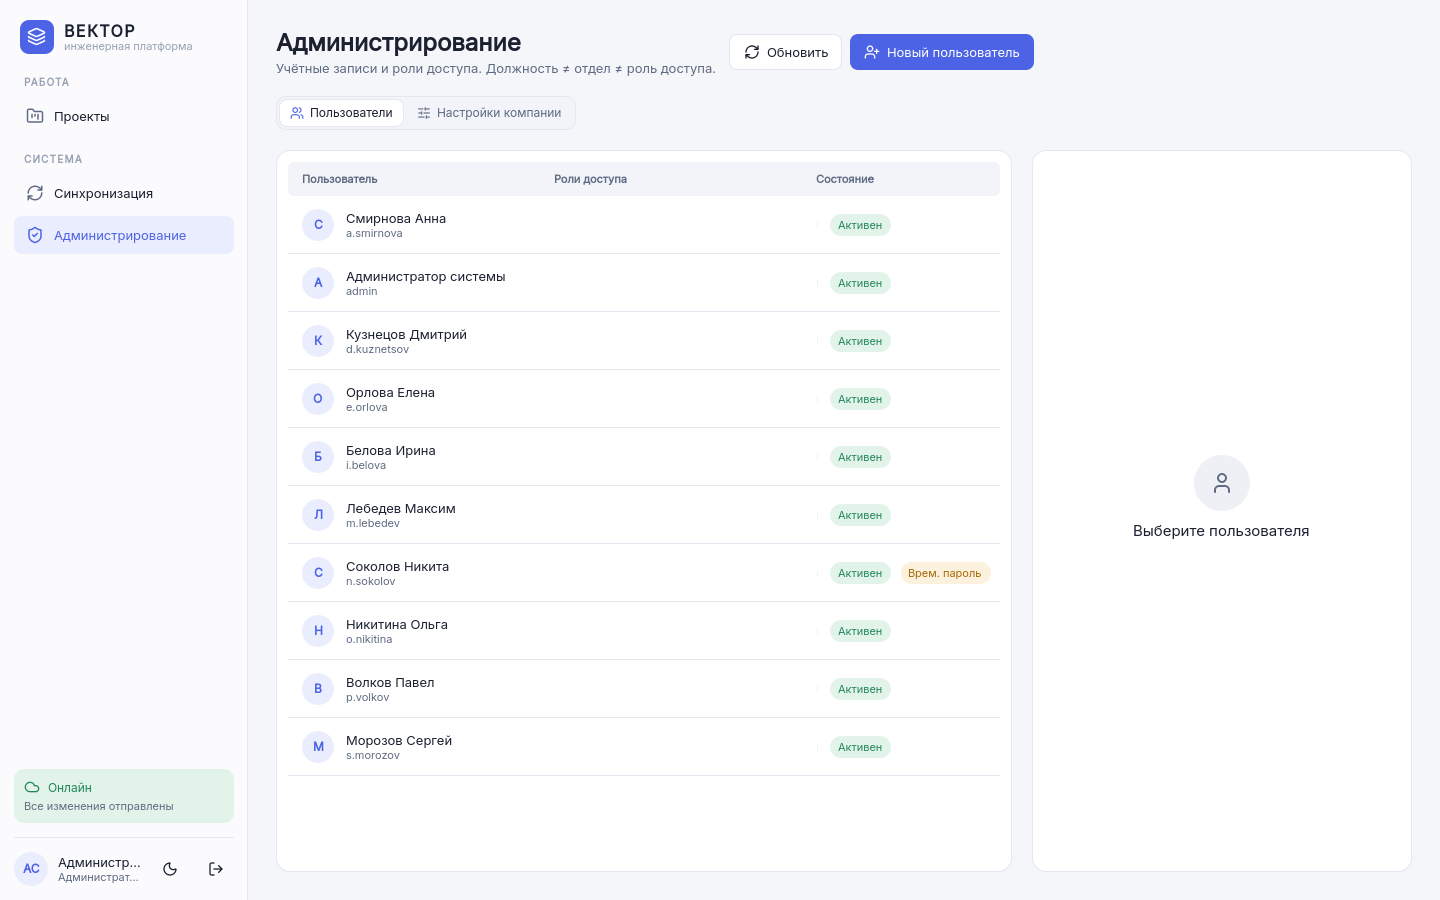 ВЕКТОР
инженерная платформа
РАБОТА
Проекты
СИСТЕМА
Синхронизация
Администрирование
Онлайн
Все изменения отправлены
АС
Администр...
Администрат...
Администрирование
Учётные записи и роли доступа. Должность ≠ отдел ≠ роль доступа.
Обновить
Новый пользователь
Пользователи
Настройки компании
Пользователь Роли доступа Состояние
С
Смирнова Анна
a.smirnova
Активен
А
Администратор системы
admin
Активен
К
Кузнецов Дмитрий
d.kuznetsov
Активен
О
Орлова Елена
e.orlova
Активен
Б
Белова Ирина
i.belova
Активен
Л
Лебедев Максим
m.lebedev
Активен
С
Соколов Никита
n.sokolov
Активен
Врем. пароль
Н
Никитина Ольга
o.nikitina
Активен
В
Волков Павел
p.volkov
Активен
М
Морозов Сергей
s.morozov
Активен
Выберите пользователя